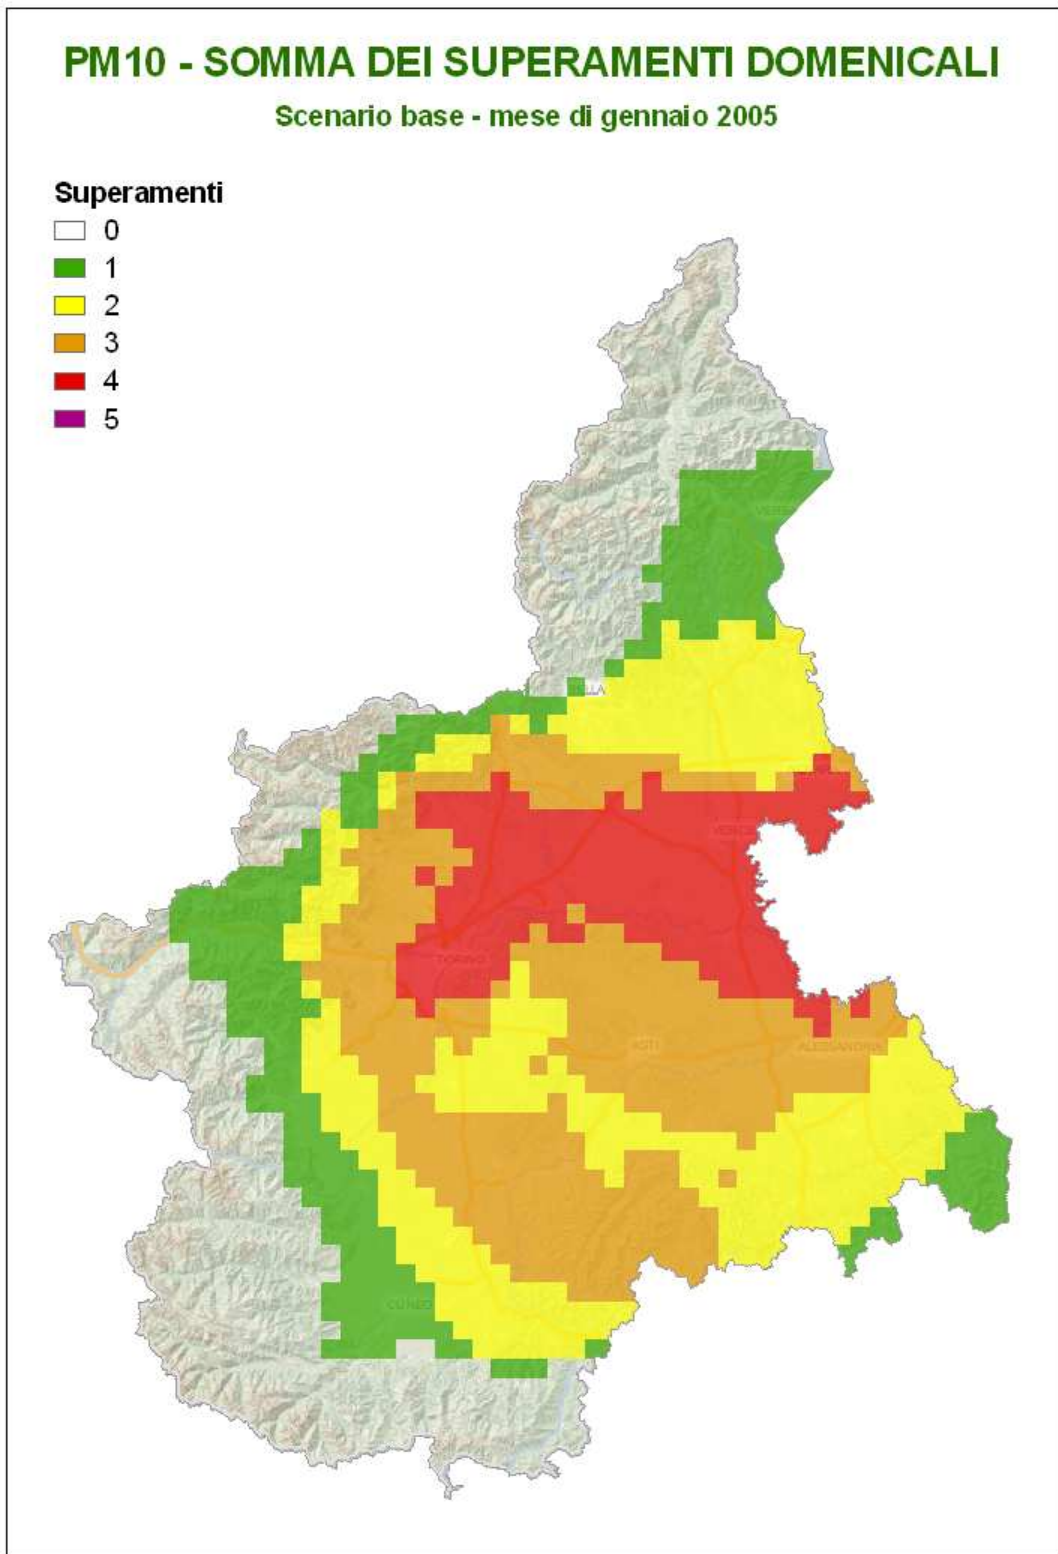 PM10 - SOMMA DEI SUPERAMENTI DOMENICALI
Scenario base - mese di gennaio 2005
Superamenti
0
1
2
3
4
5
TORINO
ASTI
ALESSANDRIA
CUNEO